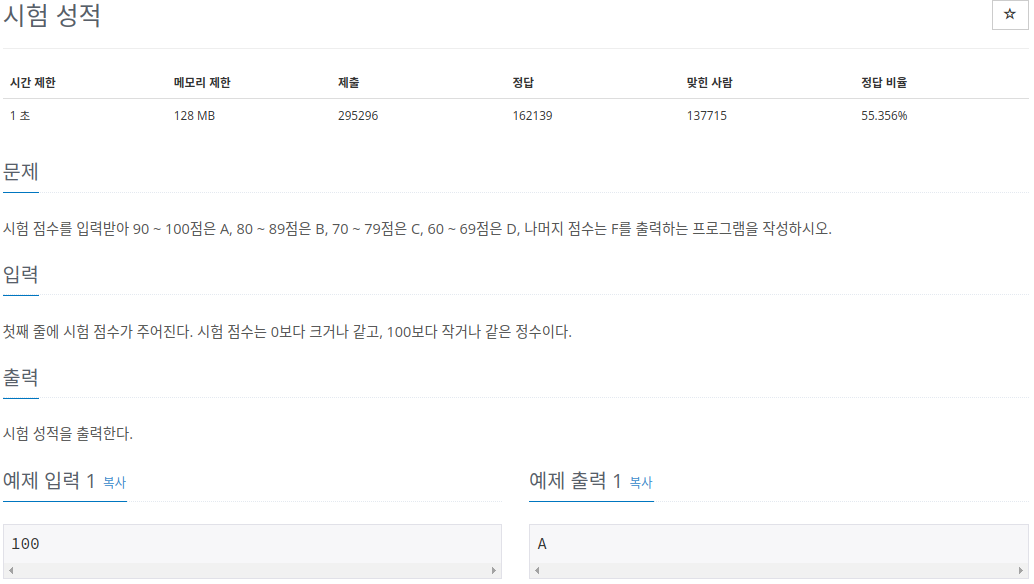 시험 성적
☆
시간 제한 메모리 제한 제출 정답 맞힌 사람 정답 비율
1 초 128 MB 295296 162139 137715 55.356%
문제
시험 점수를 입력받아 90 ~ 100점은 A, 80 ~ 89점은 B, 70 ~ 79점은 C, 60 ~ 69점은 D, 나머지 점수는 F를 출력하는 프로그램을 작성하시오.
입력
첫째 줄에 시험 점수가 주어진다. 시험 점수는 0보다 크거나 같고, 100보다 작거나 같은 정수이다.
출력
시험 성적을 출력한다.
예제 입력 1 복사 예제 출력 1 복사
100 A